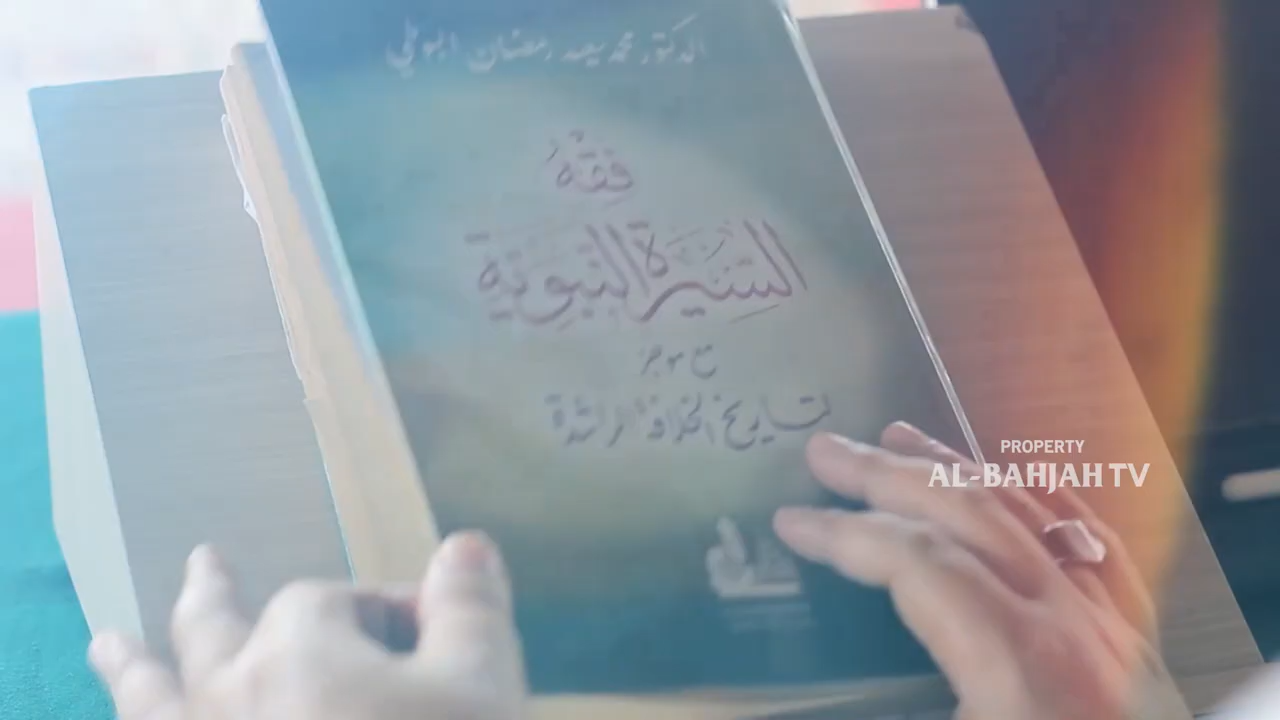 الدكتور محمد سعيد رمضان البوطي
فقه
السيرة النبوية
مع موجز
لتاريخ الخلافة الراشدة
PROPERTY
AL-BAHJAH TV